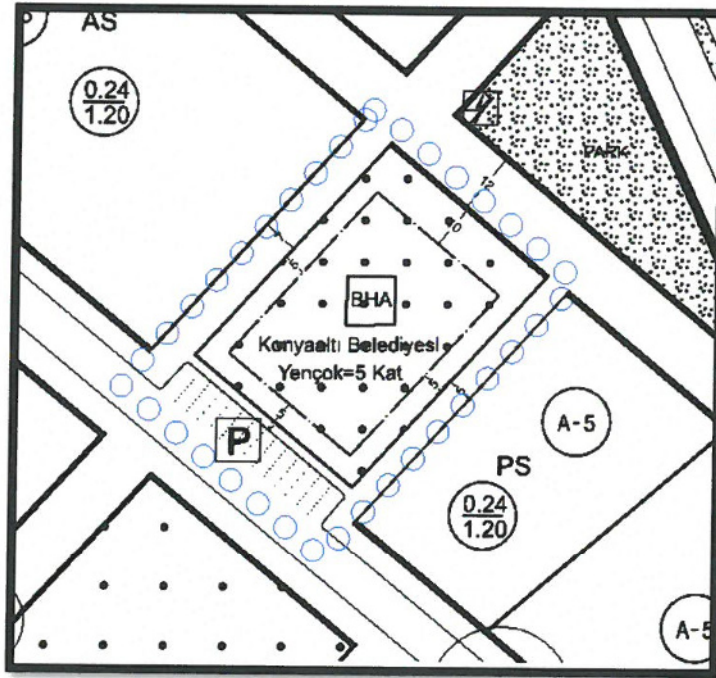 AS
0.24
1.20
PARK
12
10
BHA
Konyaaltı Belediyesi
Yençok=5 Kat
5
5
P
A-5
PS
0.24
1.20
A-5